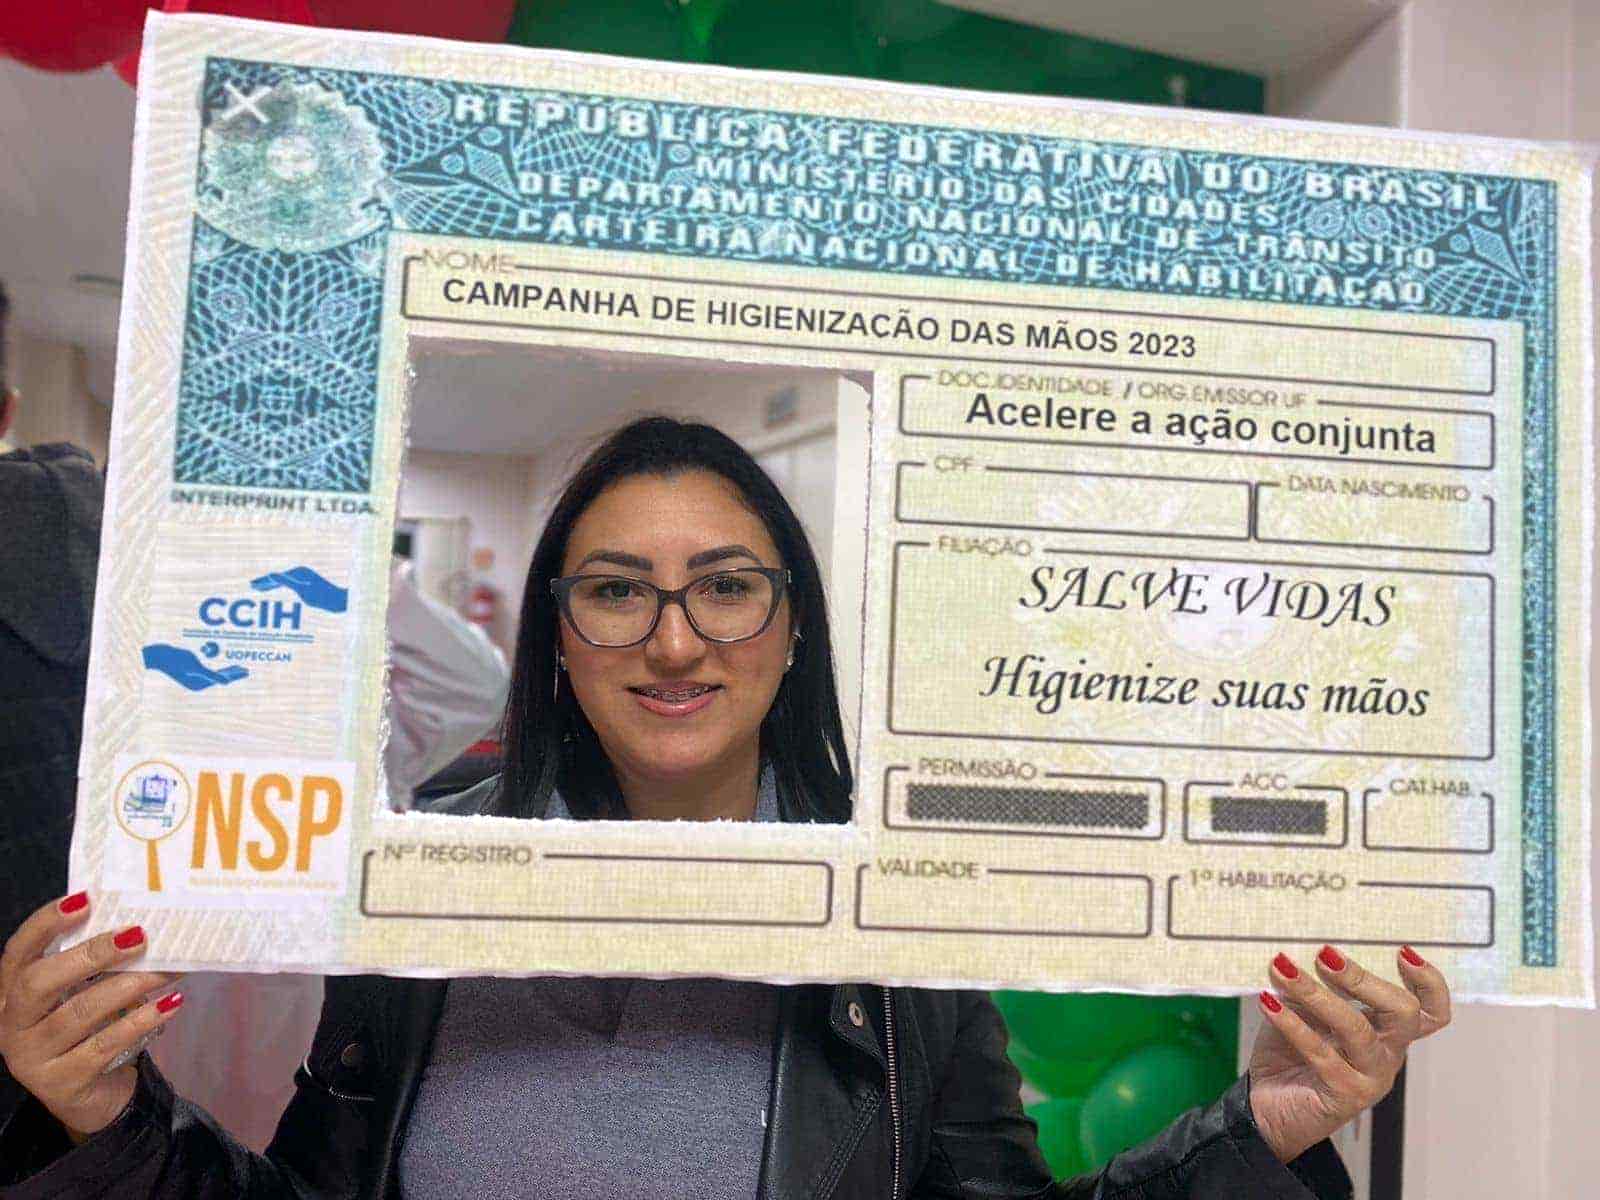 REPÚBLICA FEDERATIVA DO BRASIL
MINISTÉRIO DAS CIDADES
DEPARTAMENTO NACIONAL DE TRÂNSITO
CARTEIRA NACIONAL DE HABILITAÇÃO
NOME
CAMPANHA DE HIGIENIZAÇÃO DAS MÃOS 2023
DOC.IDENTIDADE / ORG.EMISSOR UF
Acelere a ação conjunta
CPF
DATA NASCIMENTO
INTERPRINT LTDA.
FILIAÇÃO
SALVE VIDAS
Higienize suas mãos
CCIH
UOPECCAN
NSP
PERMISSÃO
ACC
CAT.HAB.
Nº REGISTRO
VALIDADE
1ª HABILITAÇÃO